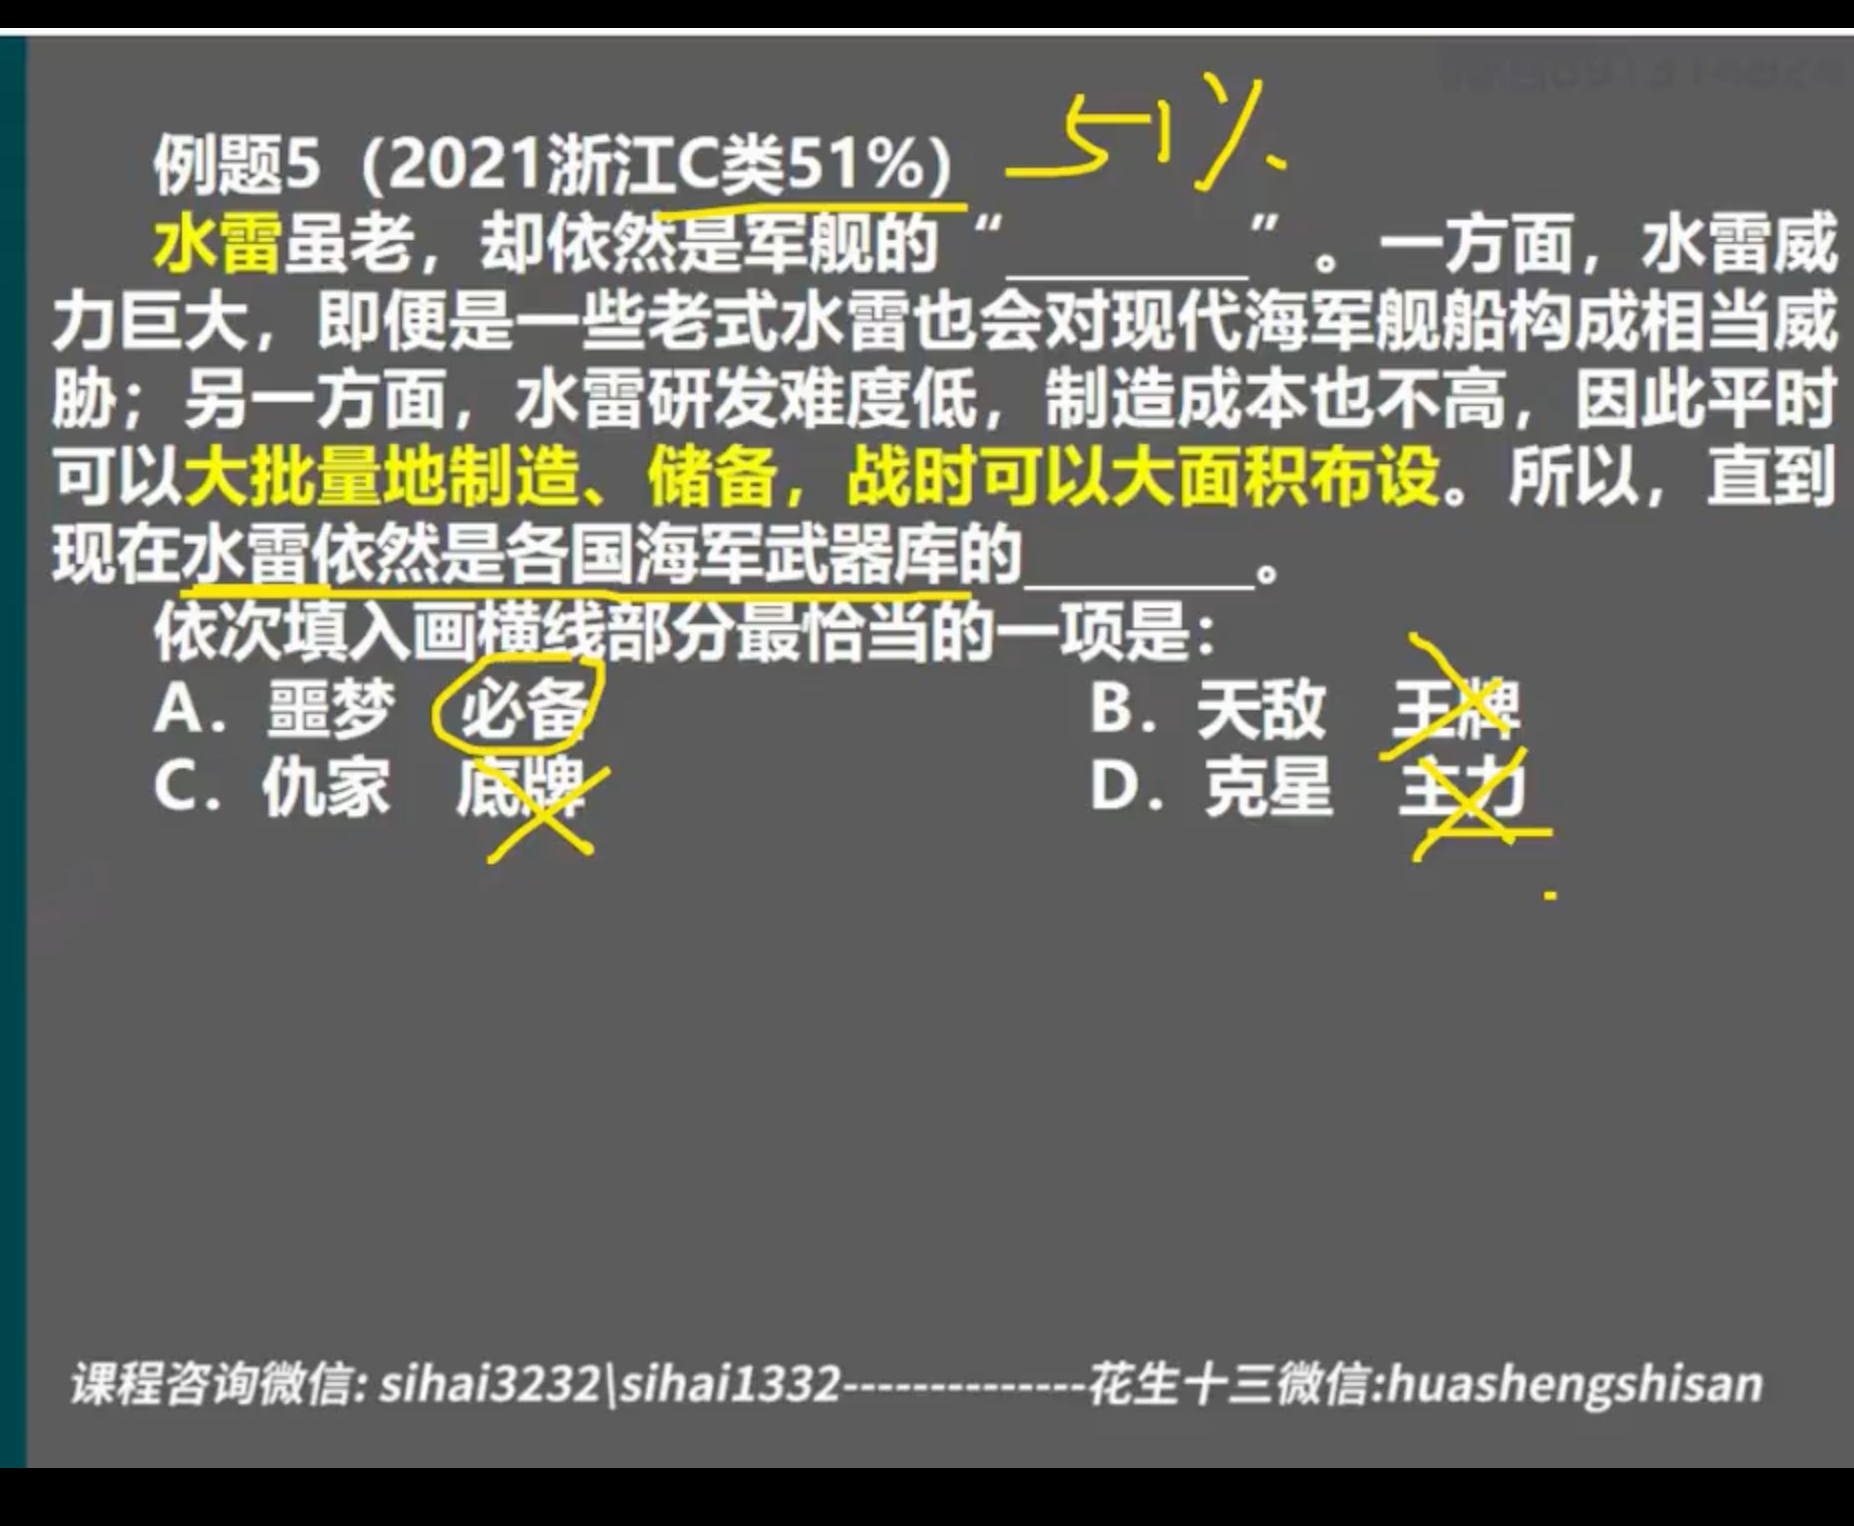 例题5（2021浙江C类51%） 51%
水雷虽老，却依然是军舰的“________”。一方面，水雷威
力巨大，即便是一些老式水雷也会对现代海军舰船构成相当威
胁；另一方面，水雷研发难度低，制造成本也不高，因此平时
可以大批量地制造、储备，战时可以大面积布设。所以，直到
现在水雷依然是各国海军武器库的________。
依次填入画横线部分最恰当的一项是：
A．噩梦 必备 B．天敌 王牌
C．仇家 底牌 D．克星 主力
课程咨询微信: sihai3232\sihai1332--------------花生十三微信:huashengshisan